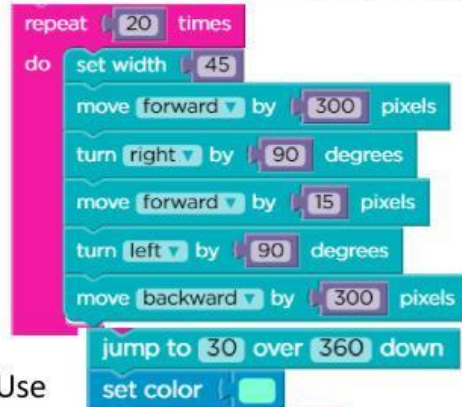 repeat 20 times
do set width 45
move forward by 300 pixels
turn right by 90 degrees
move forward by 15 pixels
turn left by 90 degrees
move backward by 300 pixels
jump to 30 over 360 down
Use set color